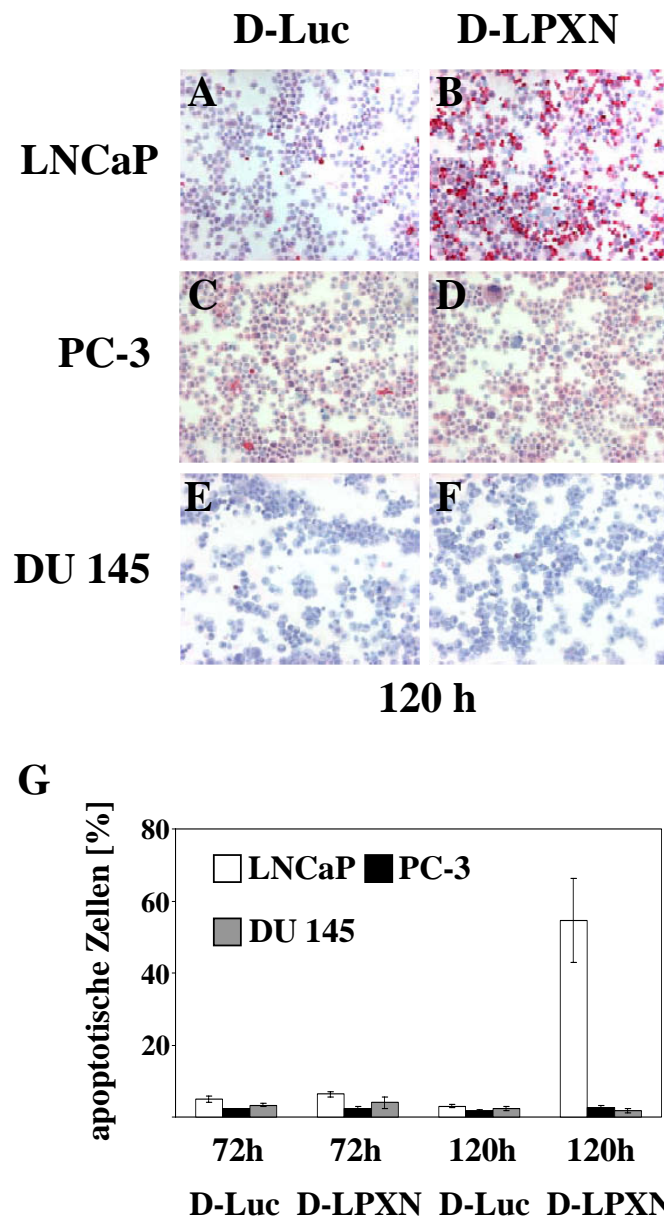 D-Luc D-LPXN
A B
LNCaP
C D
PC-3
E F
DU 145
120 h
G
apoptotische Zellen [%]
80
LNCaP PC-3
60
DU 145
40
20
72h 72h 120h 120h
D-Luc D-LPXN D-Luc D-LPXN